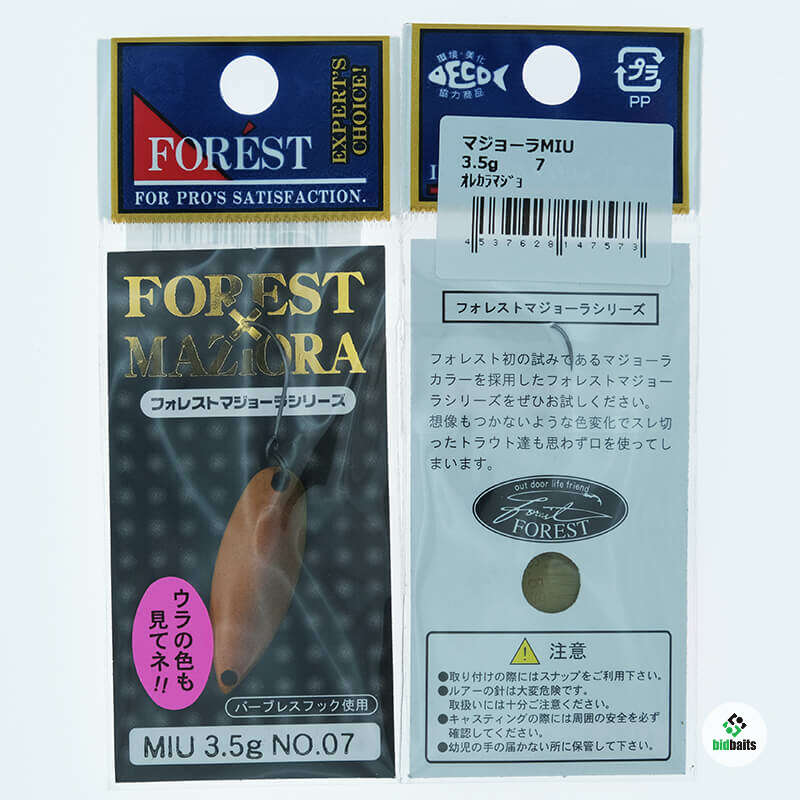 FORÉST
EXPERT'S
CHOICE!
FOR PRO'S SATISFACTION.
FOREST
×
MAZIORA
フォレストマジョーラシリーズ
ウラの色も
見てネ!!
バーブレスフック使用
MIU 3.5g NO.07
環境・美化
ECO
協力商品
プラ
PP
マジョーラMIU
3.5g 7
ｵﾚｶﾗﾏｼﾞｮ
4537628147573
フォレストマジョーラシリーズ
フォレスト初の試みであるマジョーラ
カラーを採用したフォレストマジョー
ラシリーズをぜひお試しください。
想像もつかないような色変化でスレ切
ったトラウト達も思わず口を使ってし
まいます。
out door life friend
Forest
FOREST
注意
●取り付けの際にはスナップをご利用下さい。
●ルアーの針は大変危険です。
取扱いには十分ご注意ください。
●キャスティングの際には周囲の安全を必ず
確認してください。
●幼児の手の届かない所に保管して下さい。
bidbaits